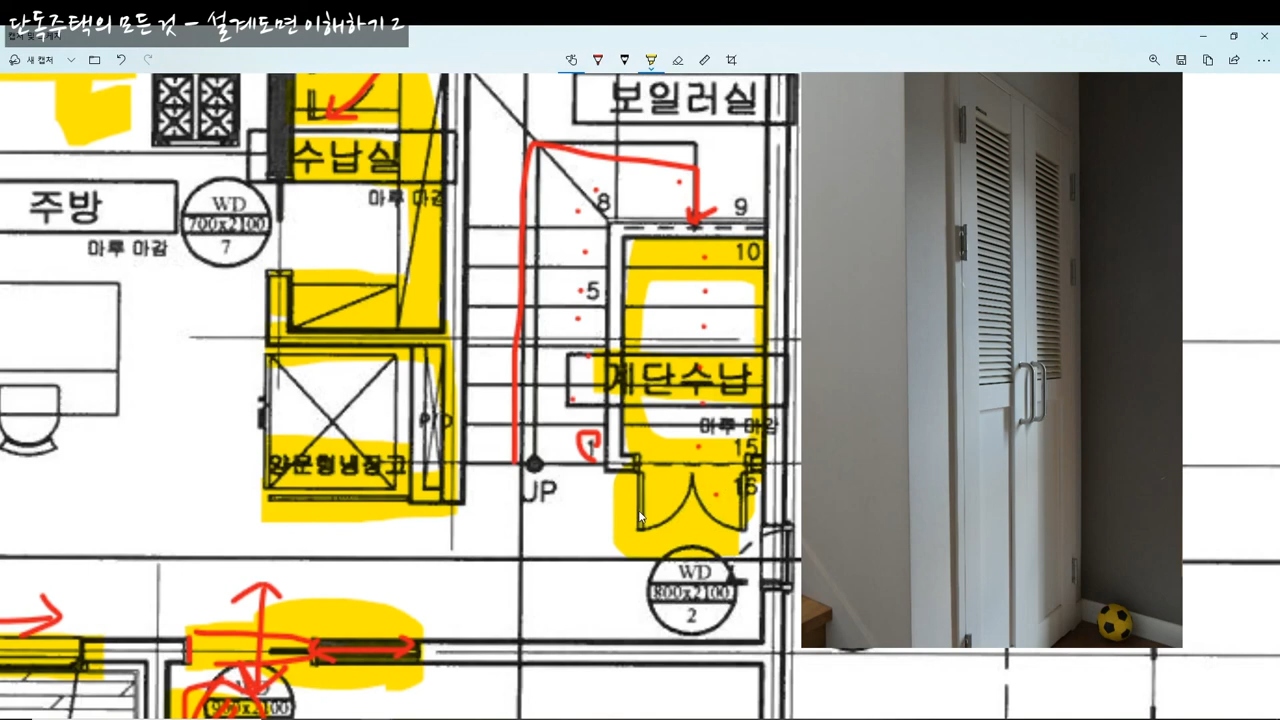 단독주택의 모든것 - 설계도면 이해하기 2
새 캡처
보일러실
수납실
마루 마감
주방
마루 마감
WD
700x2100
7
8
9
10
5
계단수납
마루 마감
1
15
16
양문형냉장고
UP
WD
800x2100
2